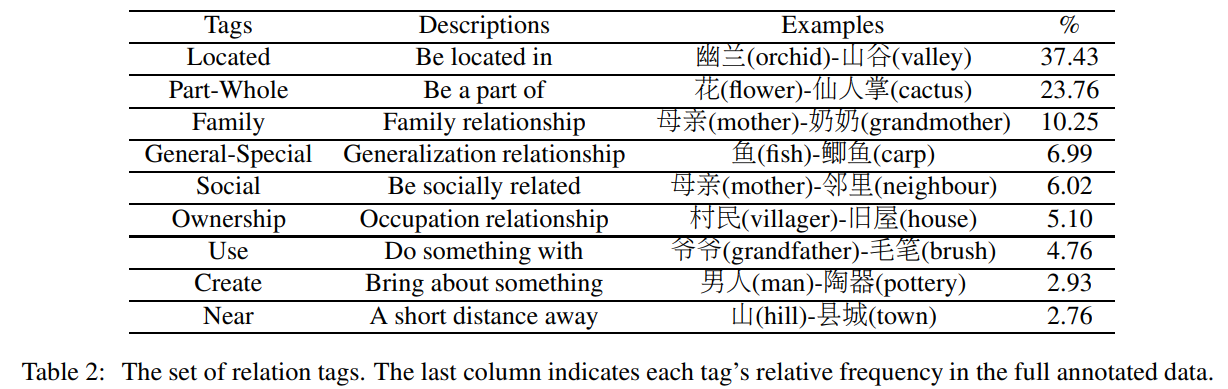 Tags Descriptions Examples %
Located Be located in 幽兰(orchid)-山谷(valley) 37.43
Part-Whole Be a part of 花(flower)-仙人掌(cactus) 23.76
Family Family relationship 母亲(mother)-奶奶(grandmother) 10.25
General-Special Generalization relationship 鱼(fish)-鲫鱼(carp) 6.99
Social Be socially related 母亲(mother)-邻里(neighbour) 6.02
Ownership Occupation relationship 村民(villager)-旧屋(house) 5.10
Use Do something with 爷爷(grandfather)-毛笔(brush) 4.76
Create Bring about something 男人(man)-陶器(pottery) 2.93
Near A short distance away 山(hill)-县城(town) 2.76
Table 2: The set of relation tags. The last column indicates each tag's relative frequency in the full annotated data.